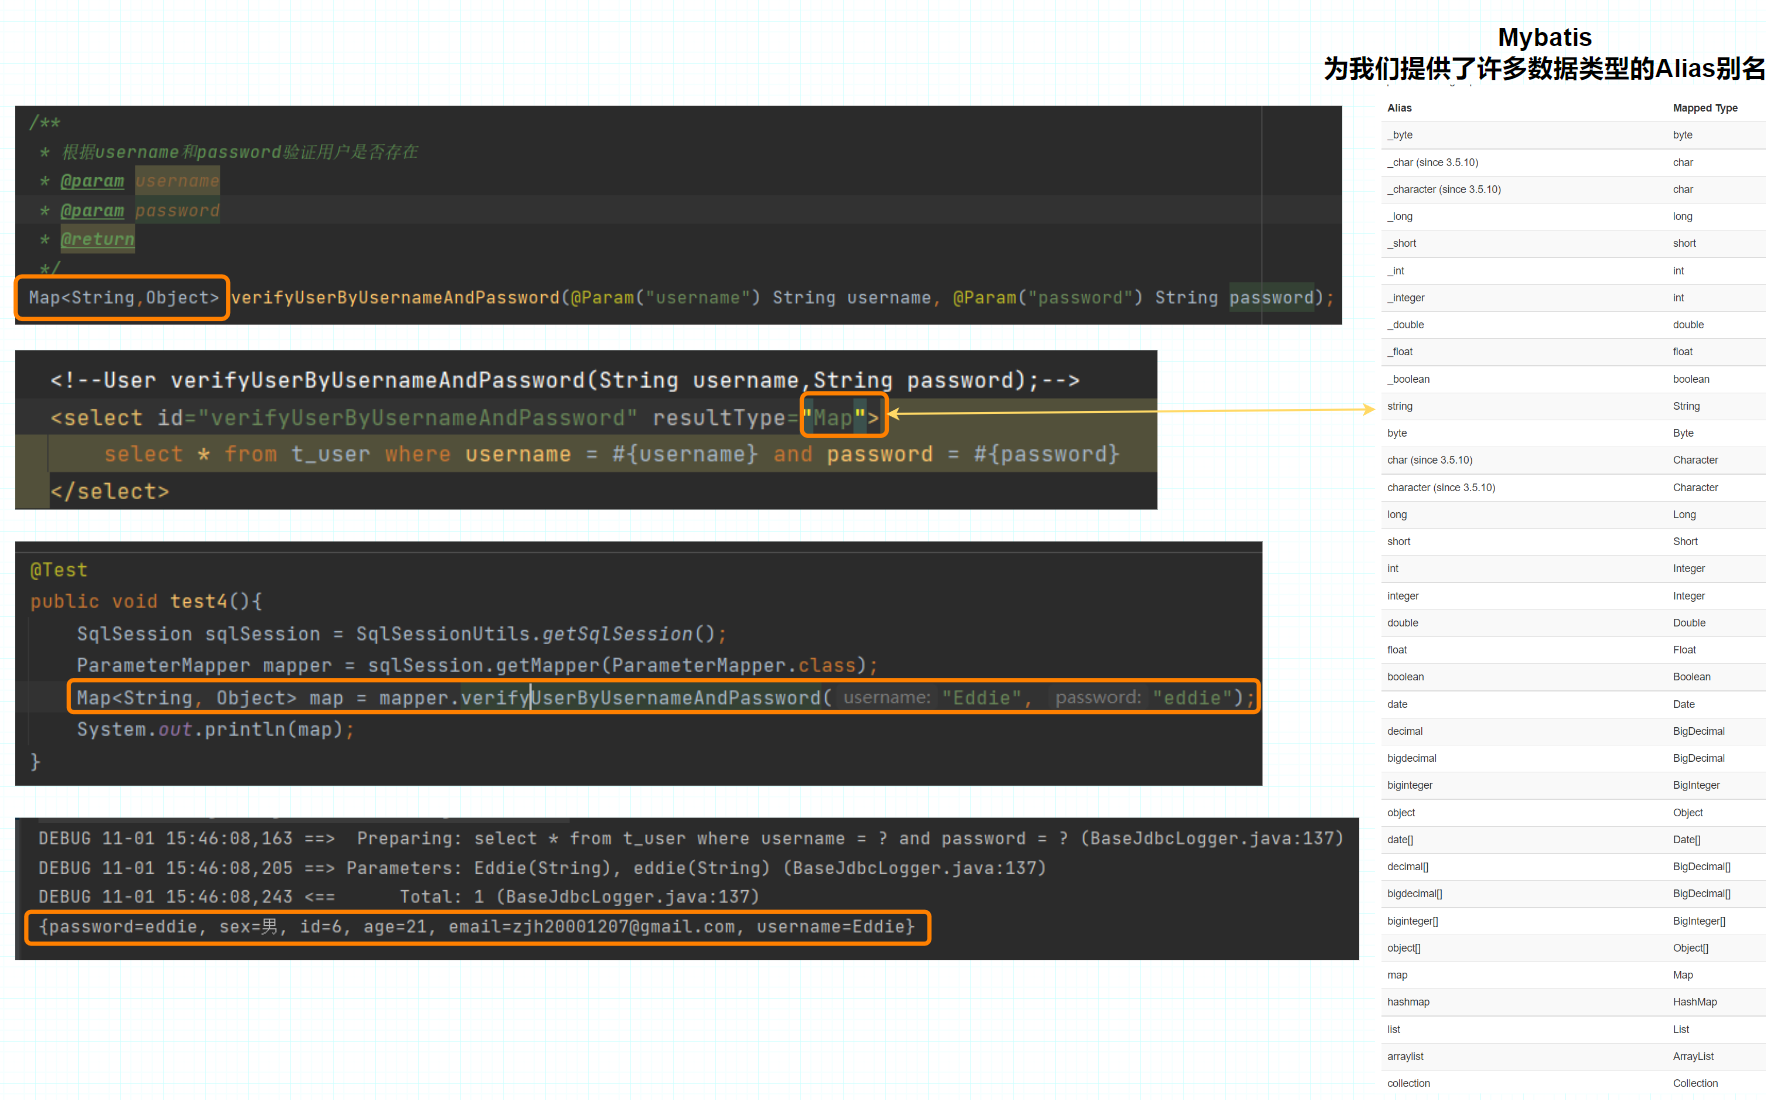 Mybatis
为我们提供了许多数据类型的Alias别名
/**
* 根据username和password验证用户是否存在
* @param username
* @param password
* @return
*/
Map<String,Object> verifyUserByUsernameAndPassword(@Param("username") String username, @Param("password") String password);
<!--User verifyUserByUsernameAndPassword(String username,String password);-->
<select id="verifyUserByUsernameAndPassword" resultType="Map">
select * from t_user where username = #{username} and password = #{password}
</select>
@Test
public void test4(){
SqlSession sqlSession = SqlSessionUtils.getSqlSession();
ParameterMapper mapper = sqlSession.getMapper(ParameterMapper.class);
Map<String, Object> map = mapper.verifyUserByUsernameAndPassword( username: "Eddie", password: "eddie");
System.out.println(map);
}
DEBUG 11-01 15:46:08,163 ==>  Preparing: select * from t_user where username = ? and password = ? (BaseJdbcLogger.java:137)
DEBUG 11-01 15:46:08,205 ==> Parameters: Eddie(String), eddie(String) (BaseJdbcLogger.java:137)
DEBUG 11-01 15:46:08,243 <==      Total: 1 (BaseJdbcLogger.java:137)
{password=eddie, sex=男, id=6, age=21, email=zjh20001207@gmail.com, username=Eddie}
Alias Mapped Type
_byte byte
_char (since 3.5.10) char
_character (since 3.5.10) char
_long long
_short short
_int int
_integer int
_double double
_float float
_boolean boolean
string String
byte Byte
char (since 3.5.10) Character
character (since 3.5.10) Character
long Long
short Short
int Integer
integer Integer
double Double
float Float
boolean Boolean
date Date
decimal BigDecimal
bigdecimal BigDecimal
biginteger BigInteger
object Object
date[] Date[]
decimal[] BigDecimal[]
bigdecimal[] BigDecimal[]
biginteger[] BigInteger[]
object[] Object[]
map Map
hashmap HashMap
list List
arraylist ArrayList
collection Collection